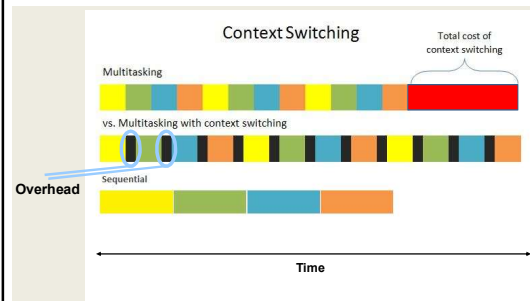 Context Switching
Total cost of
context switching
Multitasking
vs. Multitasking with context switching
Overhead
Sequential
Time